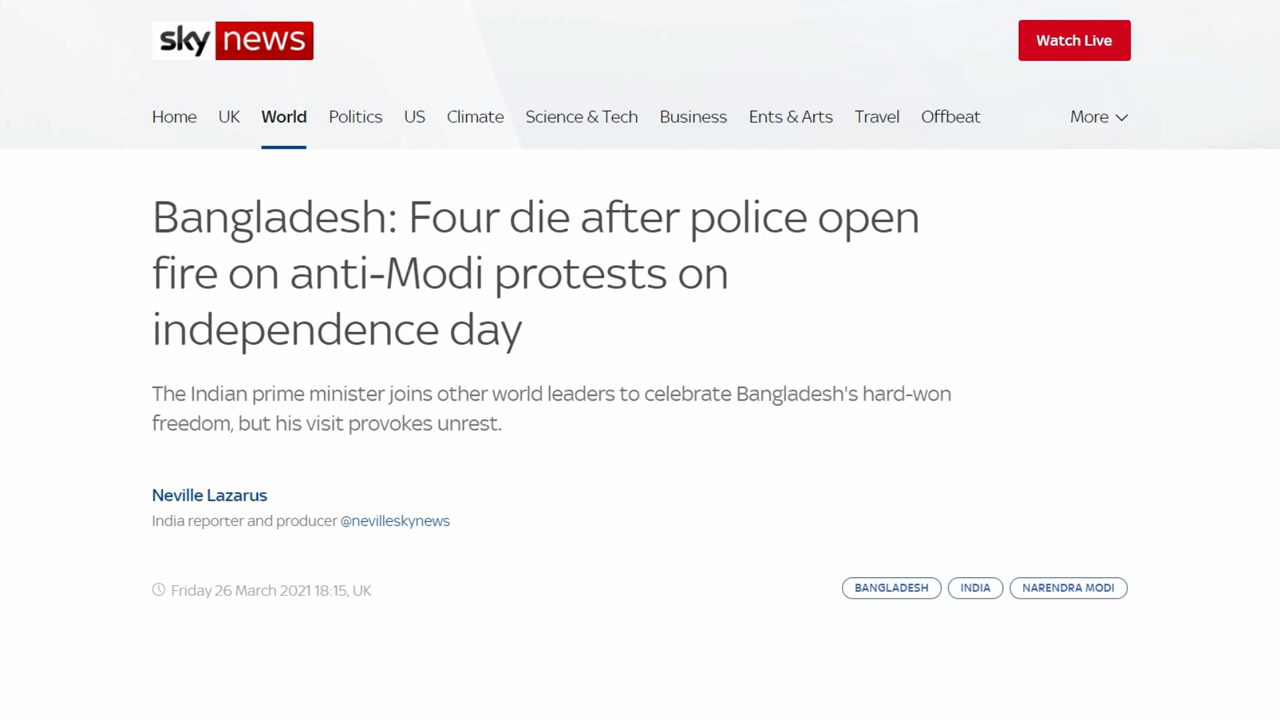 sky news
Watch Live
Home UK World Politics US Climate Science & Tech Business Ents & Arts Travel Offbeat More
Bangladesh: Four die after police open
fire on anti-Modi protests on
independence day
The Indian prime minister joins other world leaders to celebrate Bangladesh's hard-won
freedom, but his visit provokes unrest.
Neville Lazarus
India reporter and producer @nevilleskynews
Friday 26 March 2021 18:15, UK
BANGLADESH INDIA NARENDRA MODI